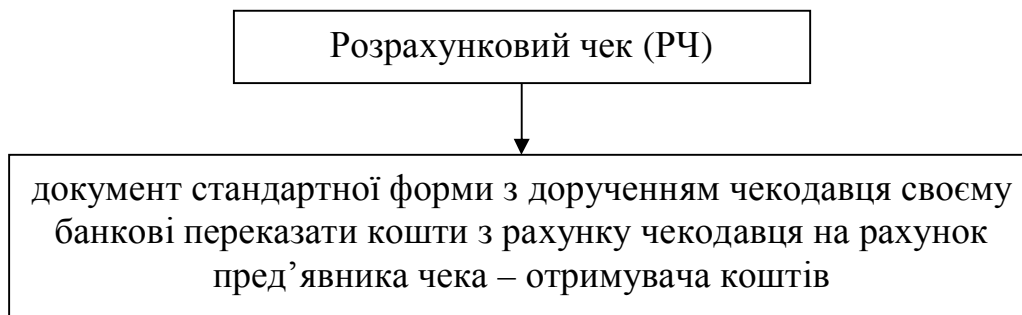 Розрахунковий чек (РЧ)
документ стандартної форми з дорученням чекодавця своєму
банкові переказати кошти з рахунку чекодавця на рахунок
пред’явника чека – отримувача коштів